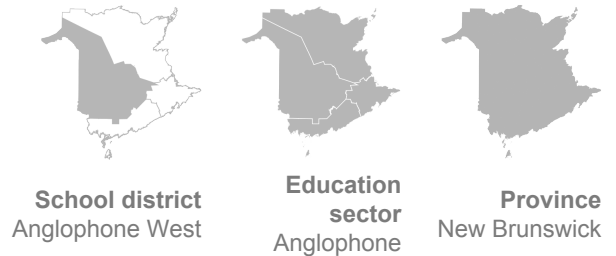 School district
Anglophone West
Education
sector
Anglophone
Province
New Brunswick